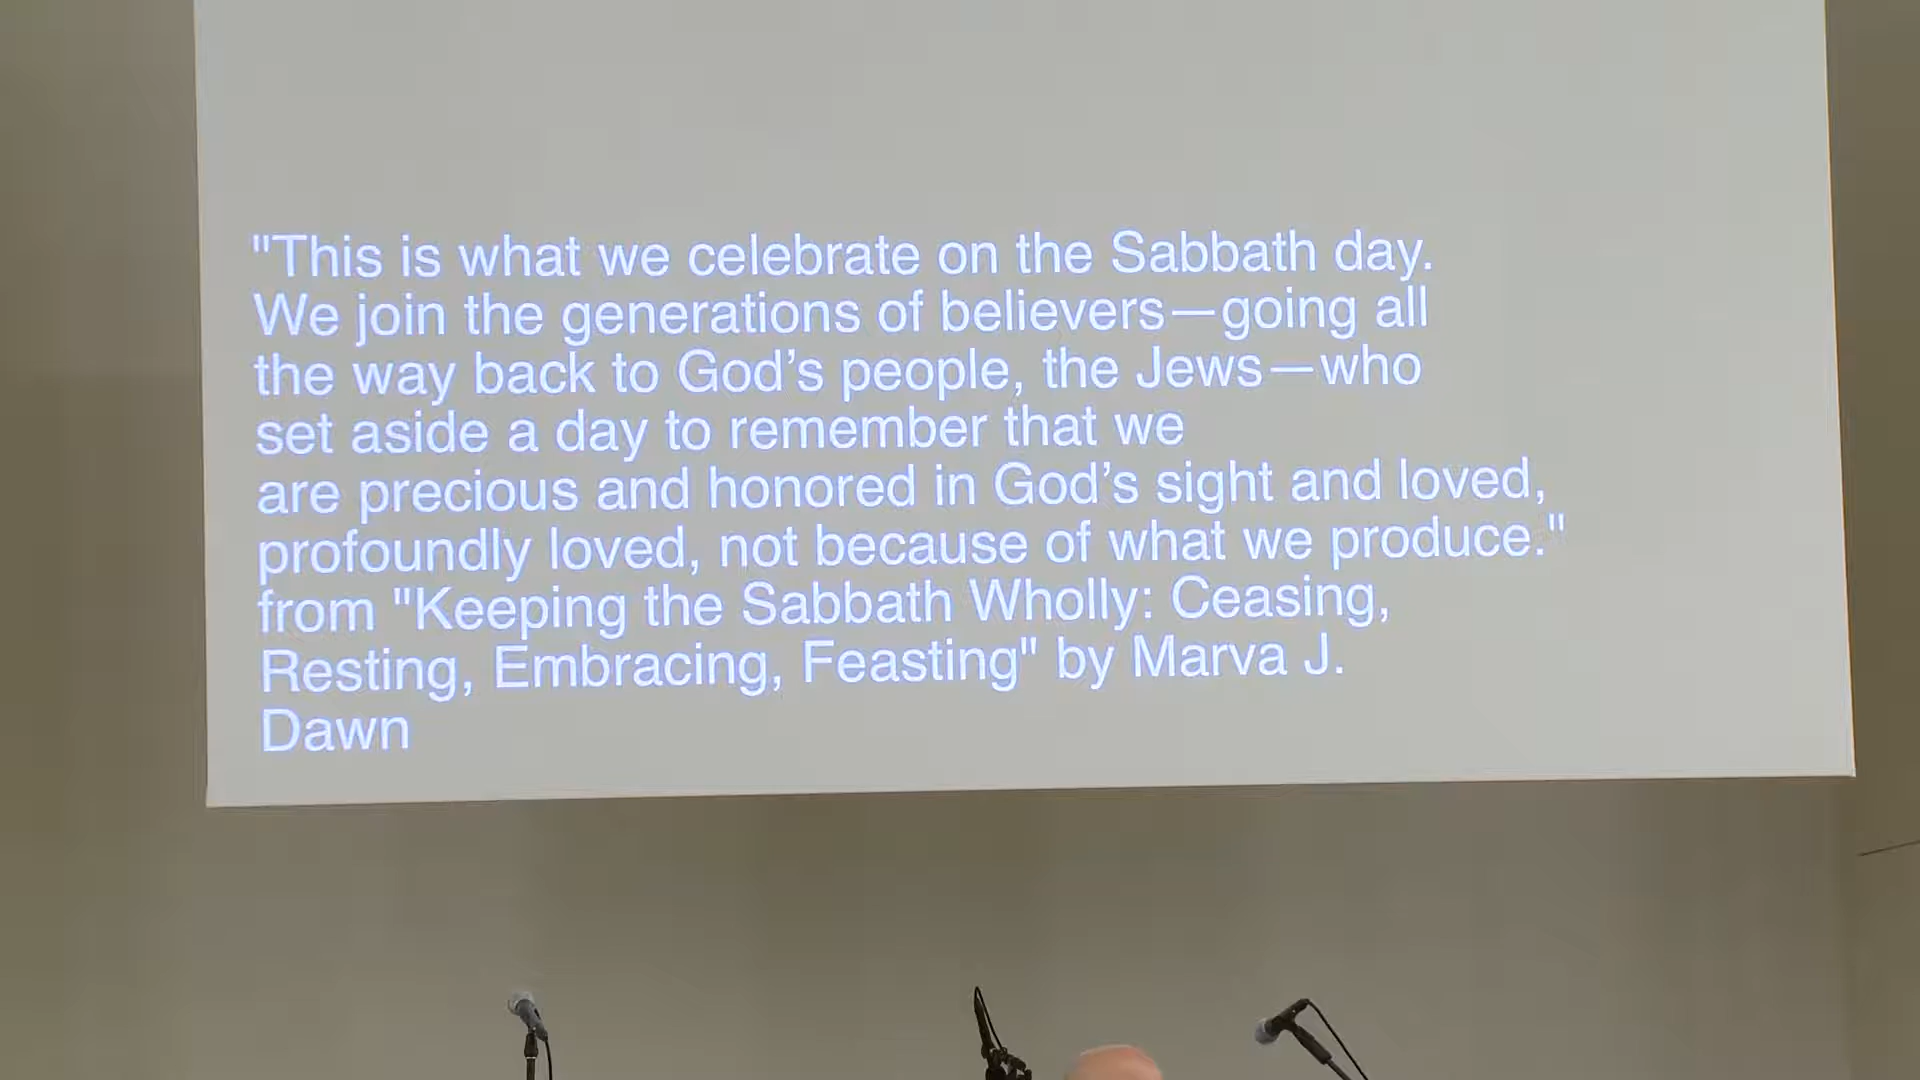 "This is what we celebrate on the Sabbath day.
We join the generations of believers—going all
the way back to God’s people, the Jews—who
set aside a day to remember that we
are precious and honored in God’s sight and loved,
profoundly loved, not because of what we produce."
from "Keeping the Sabbath Wholly: Ceasing,
Resting, Embracing, Feasting" by Marva J.
Dawn